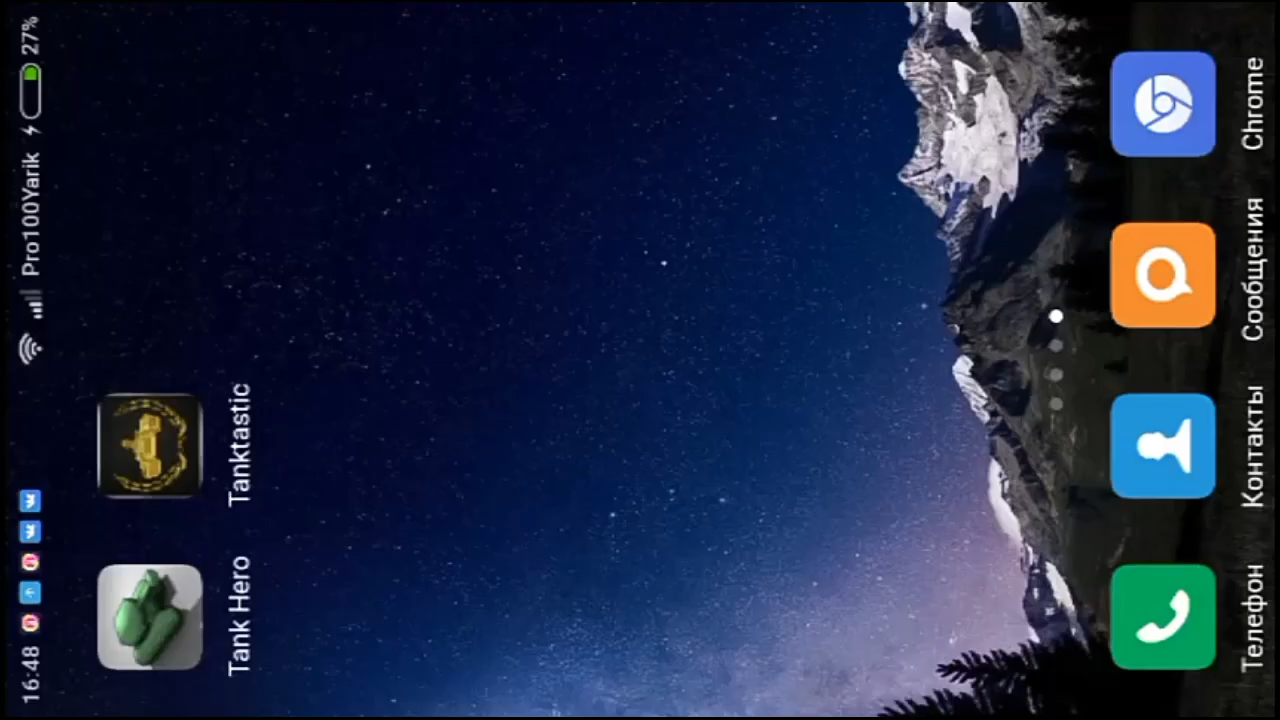 16:48 Pro100Yarik 27%
Tank Hero Tanktastic
Телефон Контакты Сообщения Chrome